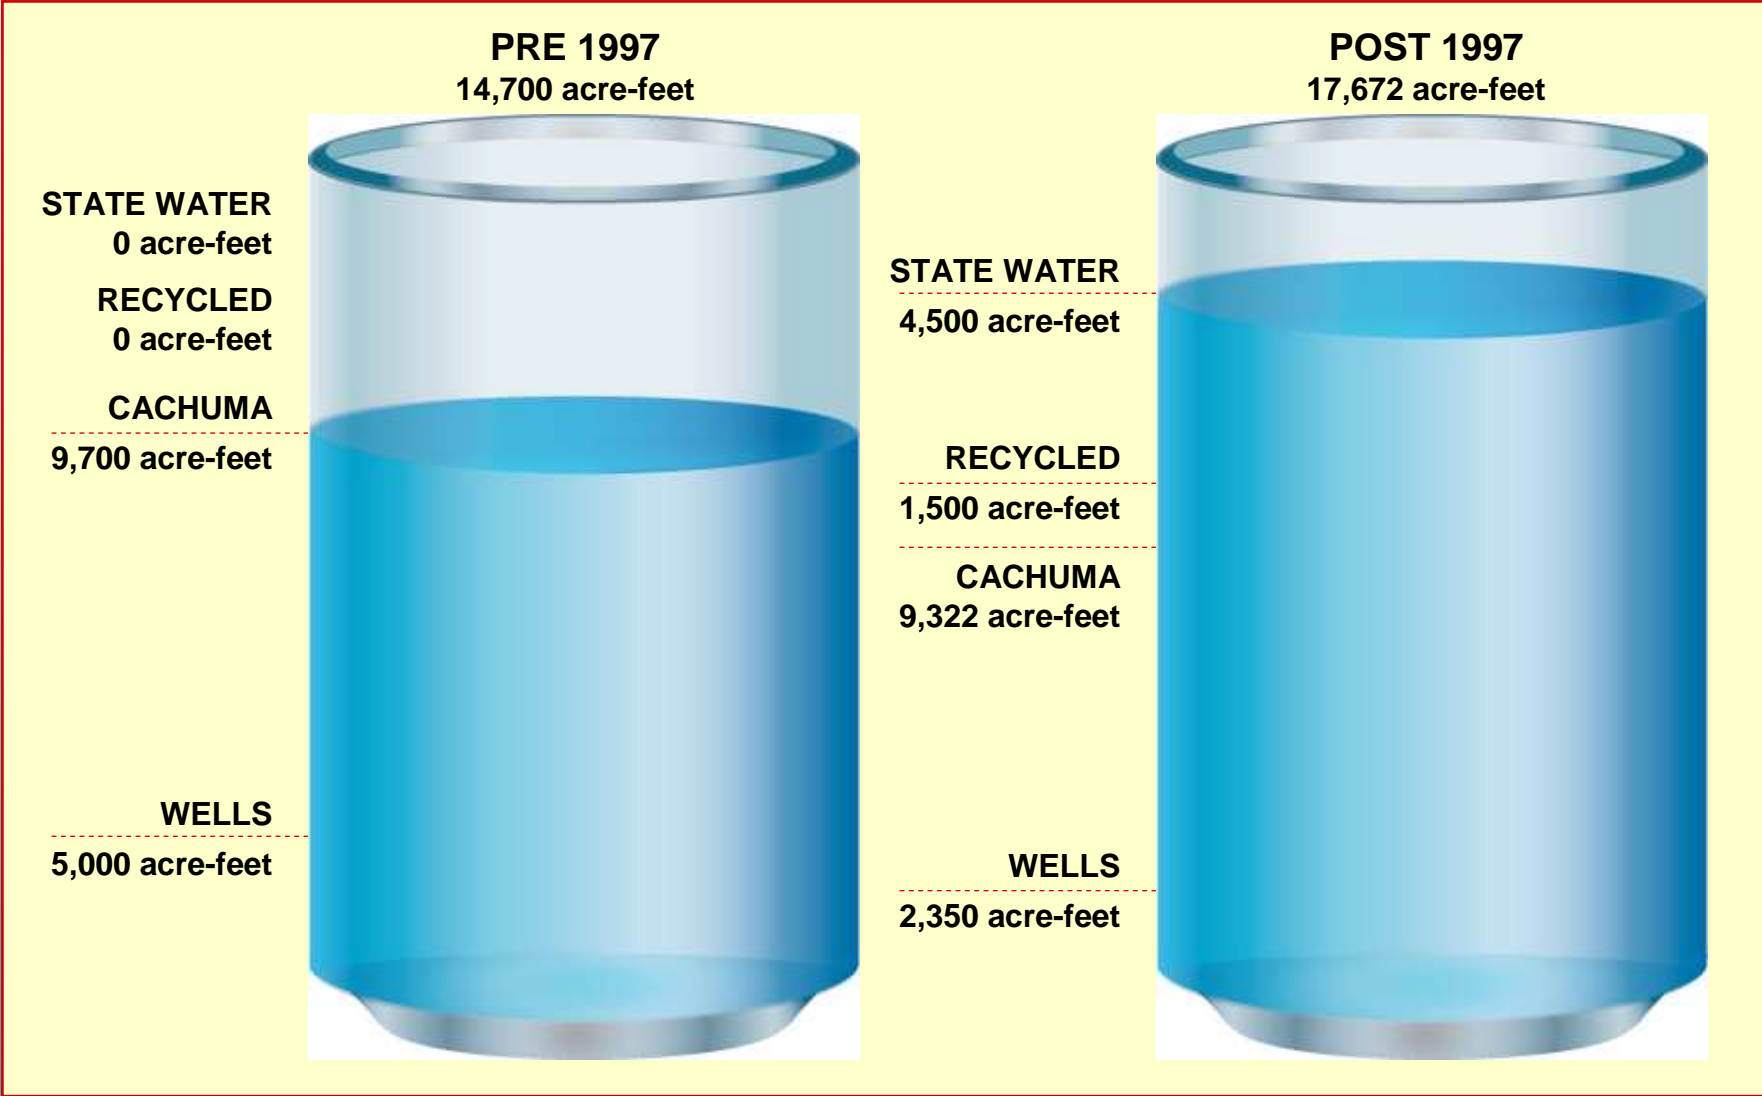 PRE 1997
14,700 acre-feet
STATE WATER
0 acre-feet
RECYCLED
0 acre-feet
CACHUMA
9,700 acre-feet
WELLS
5,000 acre-feet
POST 1997
17,672 acre-feet
STATE WATER
4,500 acre-feet
RECYCLED
1,500 acre-feet
CACHUMA
9,322 acre-feet
WELLS
2,350 acre-feet